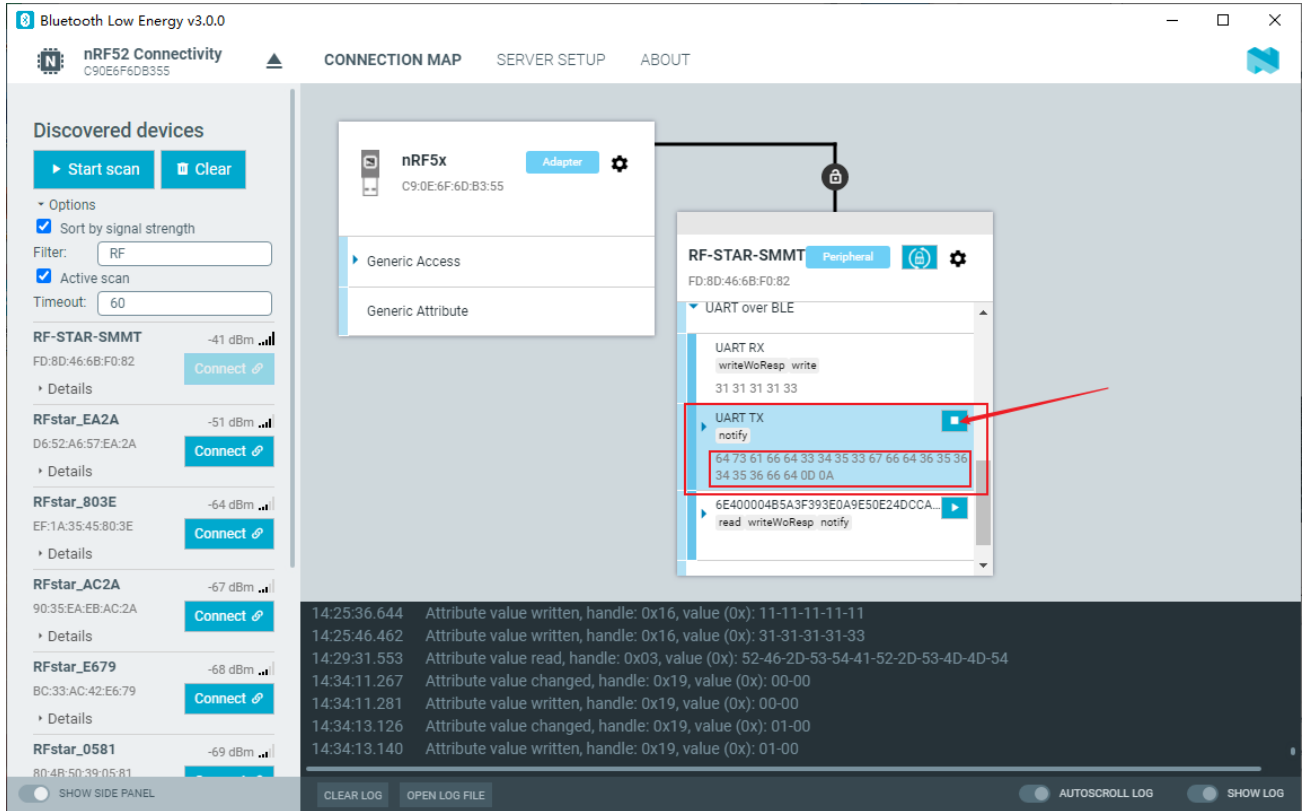 Bluetooth Low Energy v3.0.0
nRF52 Connectivity
C90E6F6DB355
CONNECTION MAP
SERVER SETUP
ABOUT
Discovered devices
Start scan
Clear
Options
Sort by signal strength
Filter: RF
Active scan
Timeout: 60
RF-STAR-SMMT -41 dBm
FD:8D:46:6B:F0:82
Connect
Details
RFstar_EA2A -51 dBm
D6:52:A6:57:EA:2A
Connect
Details
RFstar_803E -64 dBm
EF:1A:35:45:80:3E
Connect
Details
RFstar_AC2A -67 dBm
90:35:EA:EB:AC:2A
Connect
Details
RFstar_E679 -68 dBm
BC:33:AC:42:E6:79
Connect
Details
RFstar_0581 -69 dBm
80:4B:50:39:05:81
SHOW SIDE PANEL
nRF5x
Adapter
C9:0E:6F:6D:B3:55
Generic Access
Generic Attribute
RF-STAR-SMMT
Peripheral
FD:8D:46:6B:F0:82
UART over BLE
UART RX
writeWoResp write
31 31 31 31 33
UART TX
notify
64 73 61 66 64 33 34 35 33 67 66 64 36 35 36
34 35 36 66 64 0D 0A
6E400004B5A3F393E0A9E50E24DCCA...
read writeWoResp notify
14:25:36.644 Attribute value written, handle: 0x16, value (0x): 11-11-11-11-11
14:25:46.462 Attribute value written, handle: 0x16, value (0x): 31-31-31-31-33
14:29:31.553 Attribute value read, handle: 0x03, value (0x): 52-46-2D-53-54-41-52-2D-53-4D-4D-54
14:34:11.267 Attribute value changed, handle: 0x19, value (0x): 00-00
14:34:11.281 Attribute value written, handle: 0x19, value (0x): 00-00
14:34:13.126 Attribute value changed, handle: 0x19, value (0x): 01-00
14:34:13.140 Attribute value written, handle: 0x19, value (0x): 01-00
CLEAR LOG
OPEN LOG FILE
AUTOSCROLL LOG
SHOW LOG